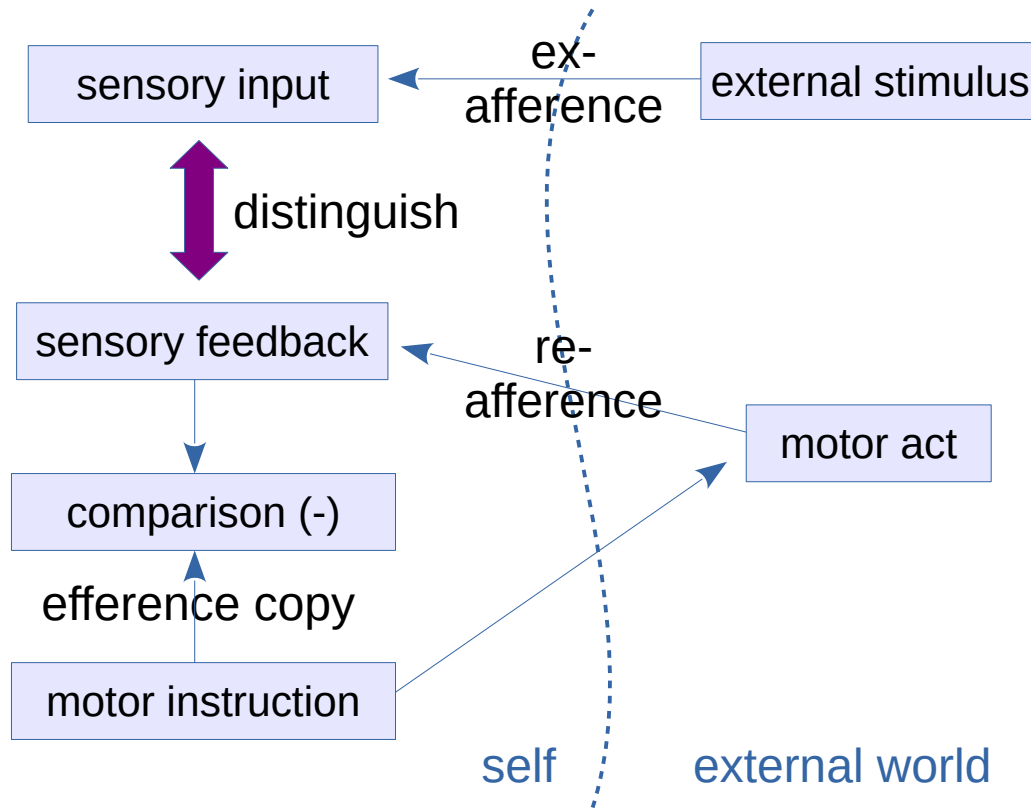 sensory input
ex-
afference
external stimulus
distinguish
sensory feedback
re-
afference
motor act
comparison (-)
efference copy
motor instruction
self
external world